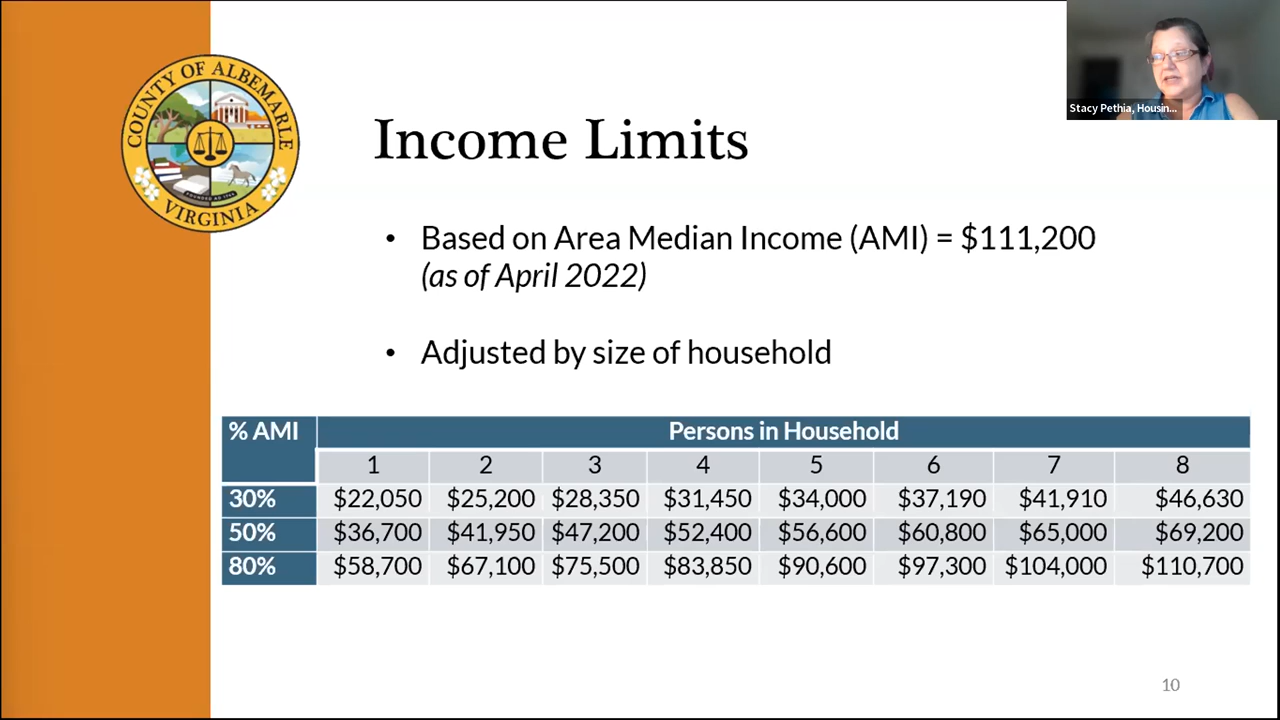 COUNTY OF ALBEMARLE
VIRGINIA
Stacy Pethia, Housin...
Income Limits
• Based on Area Median Income (AMI) = $111,200
(as of April 2022)
• Adjusted by size of household
% AMI Persons in Household
1 2 3 4 5 6 7 8
30% $22,050 $25,200 $28,350 $31,450 $34,000 $37,190 $41,910 $46,630
50% $36,700 $41,950 $47,200 $52,400 $56,600 $60,800 $65,000 $69,200
80% $58,700 $67,100 $75,500 $83,850 $90,600 $97,300 $104,000 $110,700
10